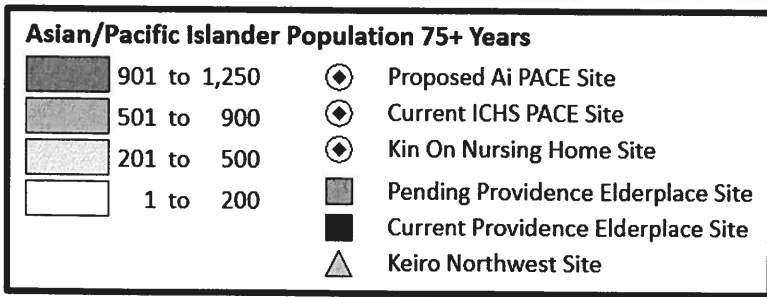 Asian/Pacific Islander Population 75+ Years
901 to 1,250
501 to 900
201 to 500
1 to 200
Proposed Ai PACE Site
Current ICHS PACE Site
Kin On Nursing Home Site
Pending Providence Elderplace Site
Current Providence Elderplace Site
Keiro Northwest Site